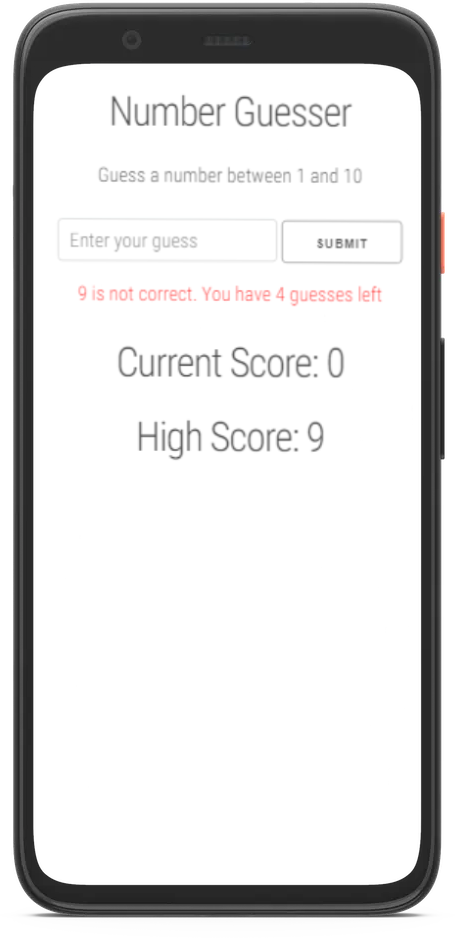 Number Guesser
Guess a number between 1 and 10
Enter your guess
SUBMIT
9 is not correct. You have 4 guesses left
Current Score: 0
High Score: 9